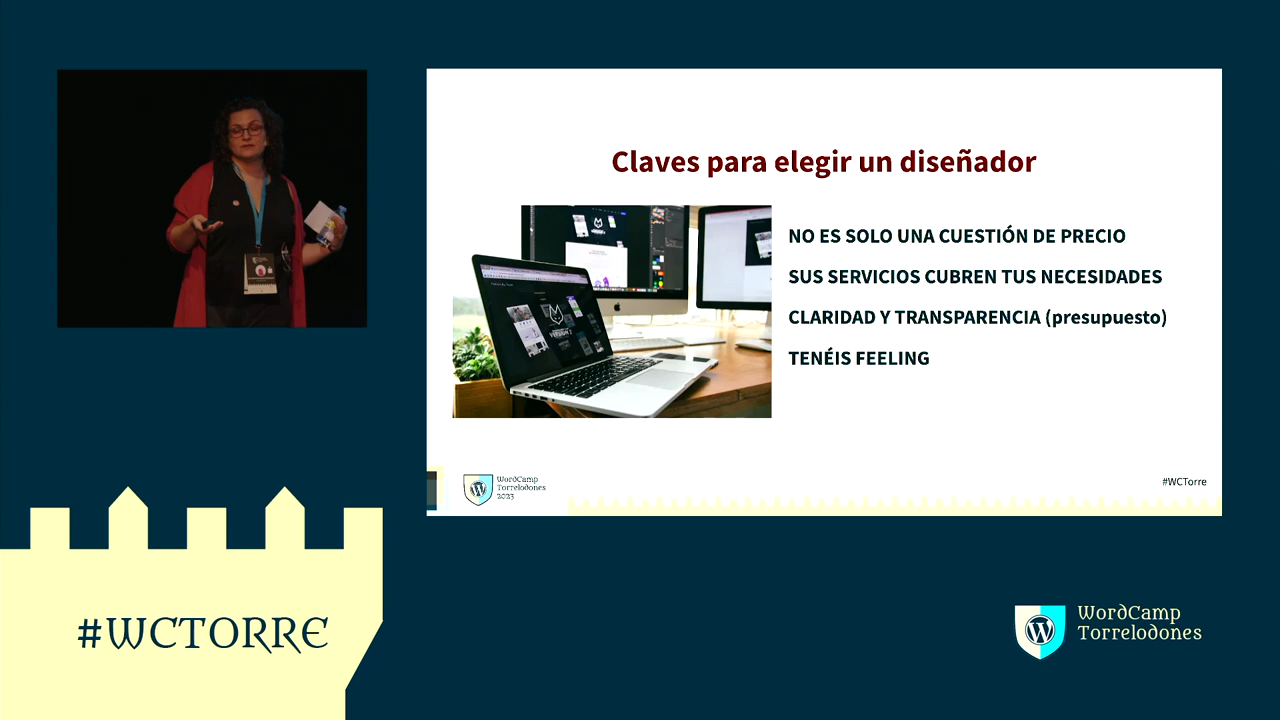 Claves para elegir un diseñador
NO ES SOLO UNA CUESTIÓN DE PRECIO
SUS SERVICIOS CUBREN TUS NECESIDADES
CLARIDAD Y TRANSPARENCIA (presupuesto)
TENÉIS FEELING
WordCamp
Torrelodones
2023
#WCTorre
#WCTORRE
WordCamp
Torrelodones